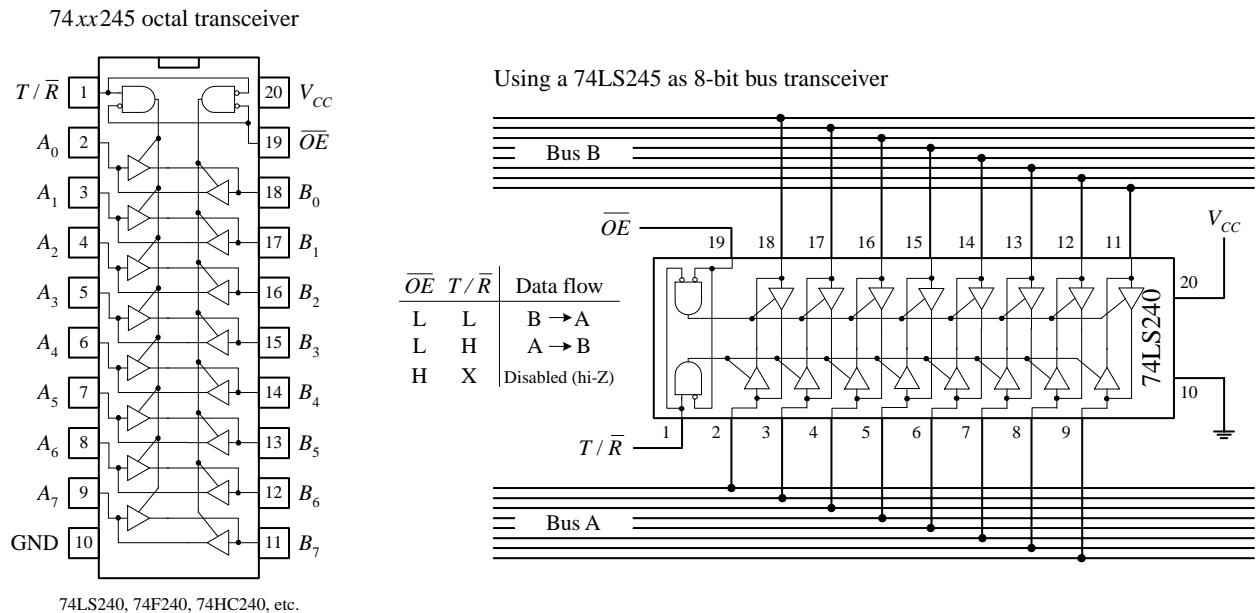 74xx245 octal transceiver
T / R̅ 1 20 V_CC
A_0 2 19 O̅E̅
A_1 3 18 B_0
A_2 4 17 B_1
A_3 5 16 B_2
A_4 6 15 B_3
A_5 7 14 B_4
A_6 8 13 B_5
A_7 9 12 B_6
GND 10 11 B_7
74LS240, 74F240, 74HC240, etc.
Using a 74LS245 as 8-bit bus transceiver
Bus B
O̅E̅
V_CC
19 18 17 16 15 14 13 12 11
20
O̅E̅ T / R̅ Data flow
L L B → A
L H A → B
H X Disabled (hi-Z)
74LS240
10
1 2 3 4 5 6 7 8 9
T / R̅
Bus A